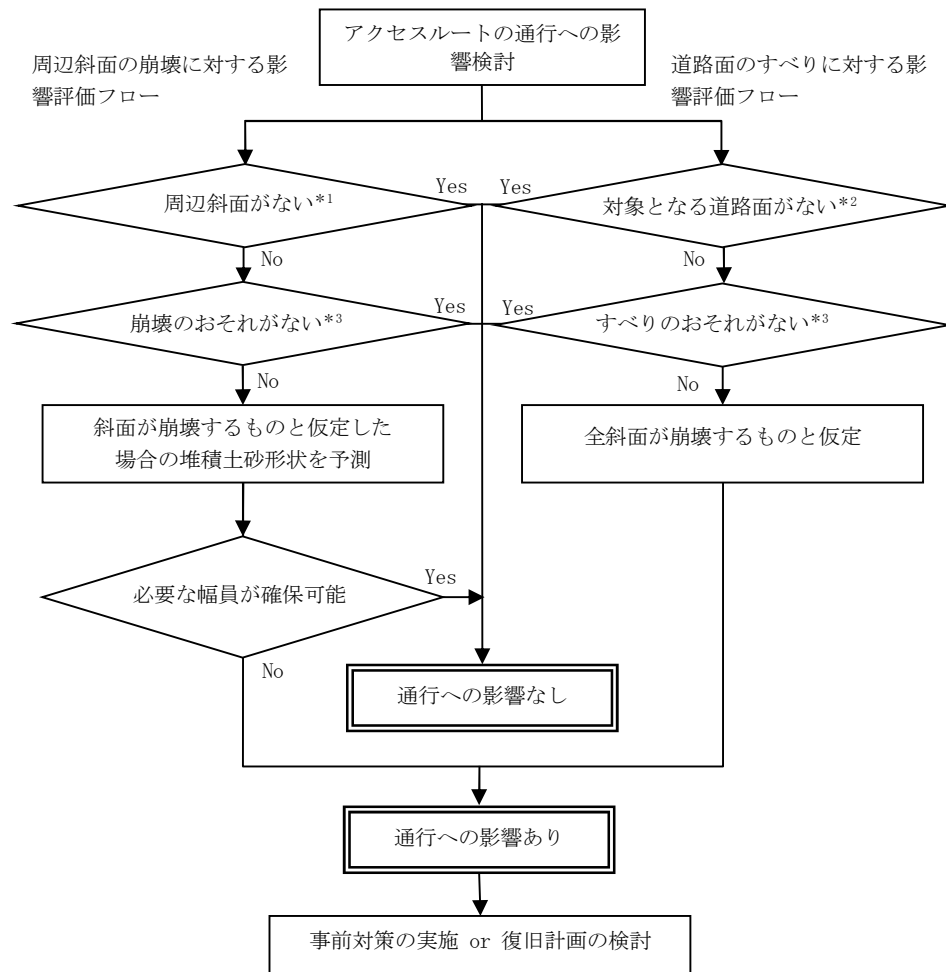 アクセスルートの通行への影
響検討
周辺斜面の崩壊に対する影
響評価フロー
道路面のすべりに対する影
響評価フロー
周辺斜面がない*1
Yes
Yes
対象となる道路面がない*2
No
No
崩壊のおそれがない*3
Yes
Yes
すべりのおそれがない*3
No
No
斜面が崩壊するものと仮定した
場合の堆積土砂形状を予測
全斜面が崩壊するものと仮定
必要な幅員が確保可能
Yes
No
通行への影響なし
通行への影響あり
事前対策の実施 or 復旧計画の検討